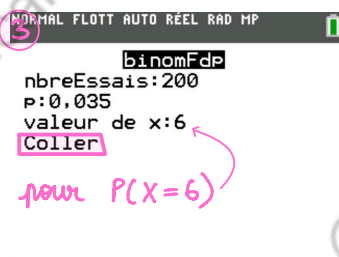 3
NORMAL FLOTT AUTO RÉEL RAD MP
binomFdp
nbreEssais:200
p:0,035
valeur de x:6
Coller
pour P(X=6)